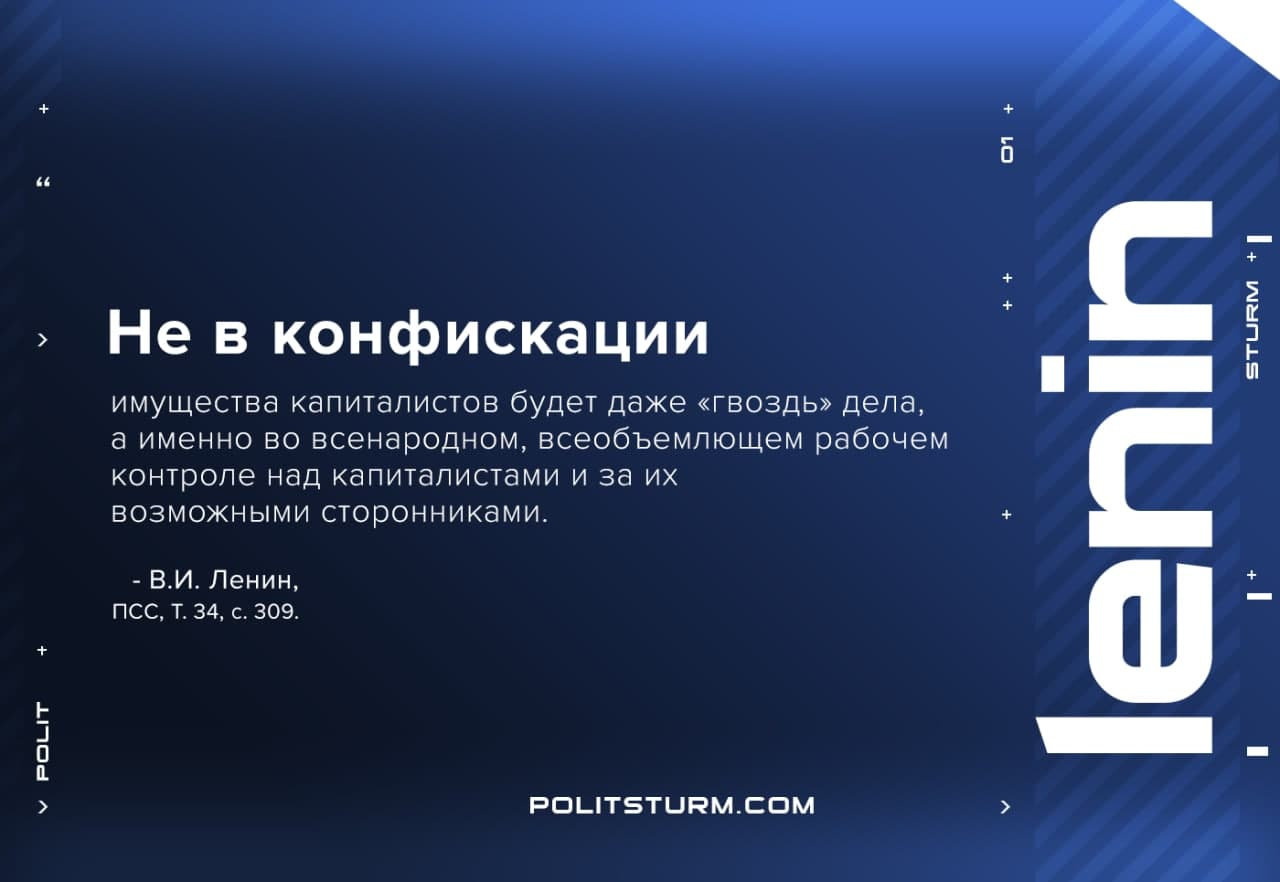 “
01
Не в конфискации
имущества капиталистов будет даже «гвоздь» дела,
а именно во всенародном, всеобъемлющем рабочем
контроле над капиталистами и за их
возможными сторонниками.
- В.И. Ленин,
ПСС, Т. 34, с. 309.
POLIT
POLITSTURM.COM
lenin
STURM